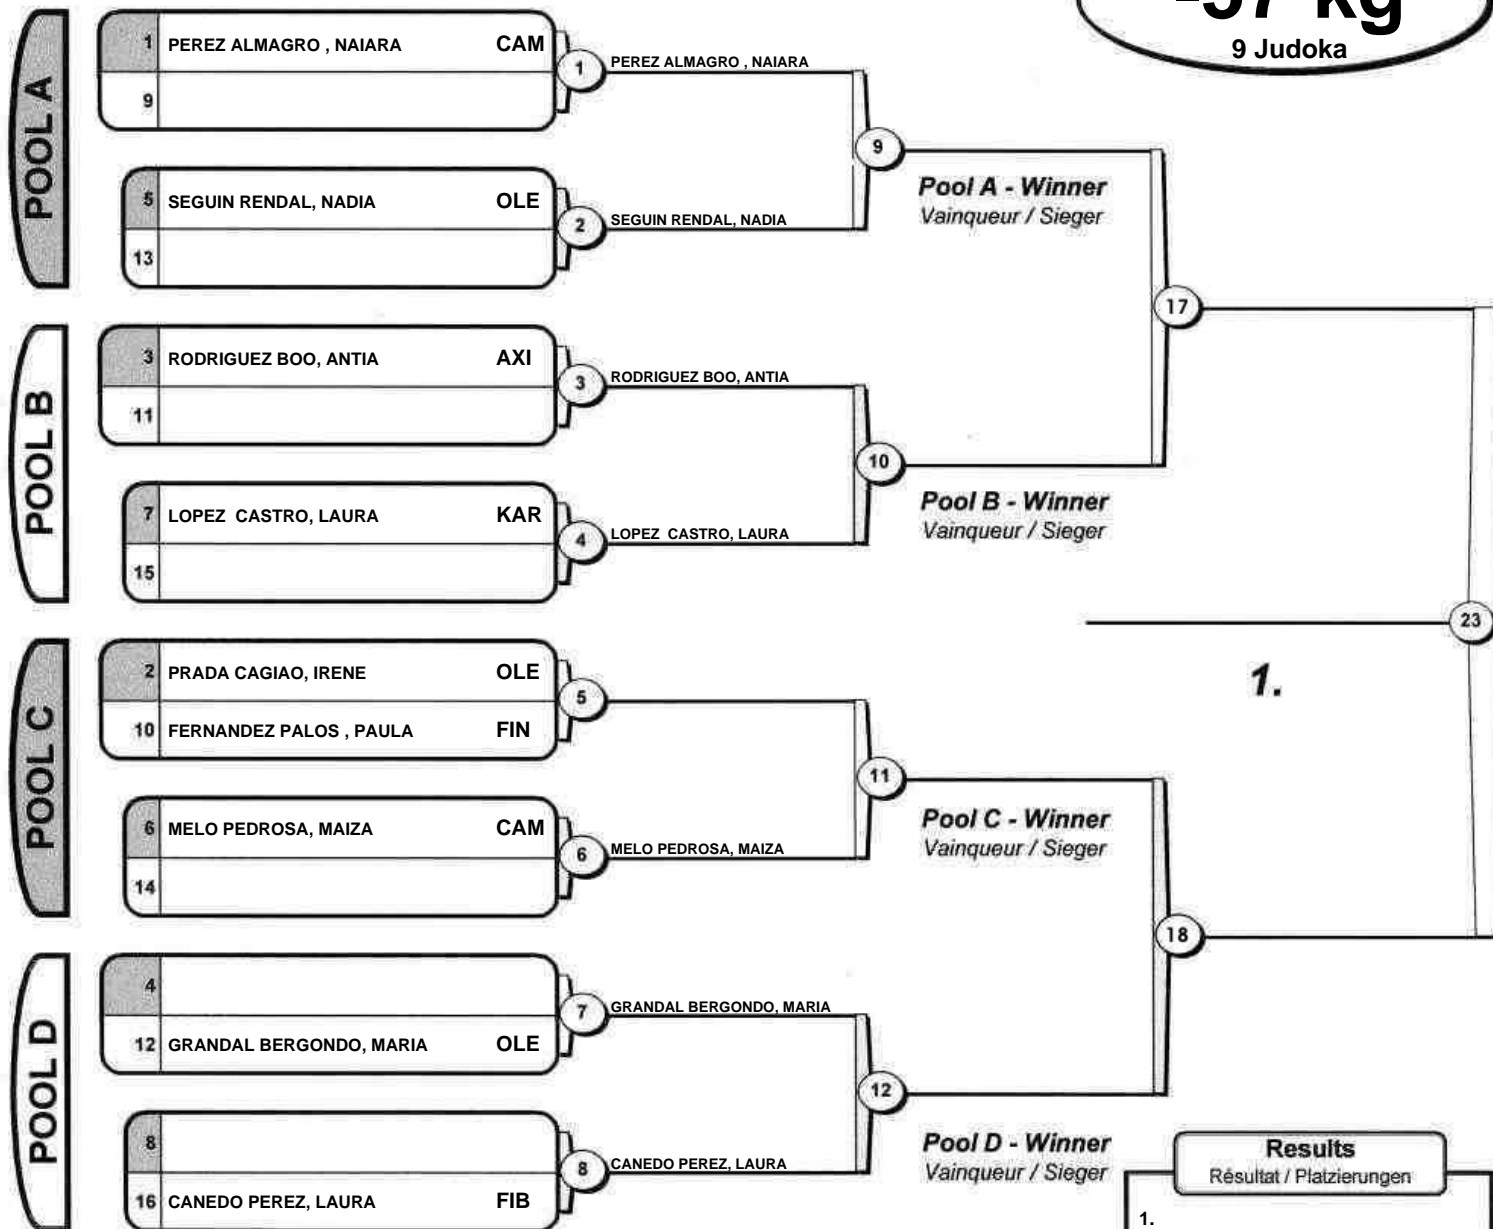 -57 kg
9 Judoka
POOL A
1 PEREZ ALMAGRO , NAIARA CAM
9
1
PEREZ ALMAGRO , NAIARA
5 SEGUIN RENDAL, NADIA OLE
13
2
SEGUIN RENDAL, NADIA
9
Pool A - Winner
Vainqueur / Sieger
POOL B
3 RODRIGUEZ BOO, ANTIA AXI
11
3
RODRIGUEZ BOO, ANTIA
7 LOPEZ CASTRO, LAURA KAR
15
4
LOPEZ CASTRO, LAURA
10
Pool B - Winner
Vainqueur / Sieger
17
23
1.
POOL C
2 PRADA CAGIAO, IRENE OLE
10 FERNANDEZ PALOS , PAULA FIN
5
6 MELO PEDROSA, MAIZA CAM
14
6
MELO PEDROSA, MAIZA
11
Pool C - Winner
Vainqueur / Sieger
18
POOL D
4
12 GRANDAL BERGONDO, MARIA OLE
7
GRANDAL BERGONDO, MARIA
8
16 CANEDO PEREZ, LAURA FIB
8
CANEDO PEREZ, LAURA
12
Pool D - Winner
Vainqueur / Sieger
Results
Résultat / Platzierungen
1.